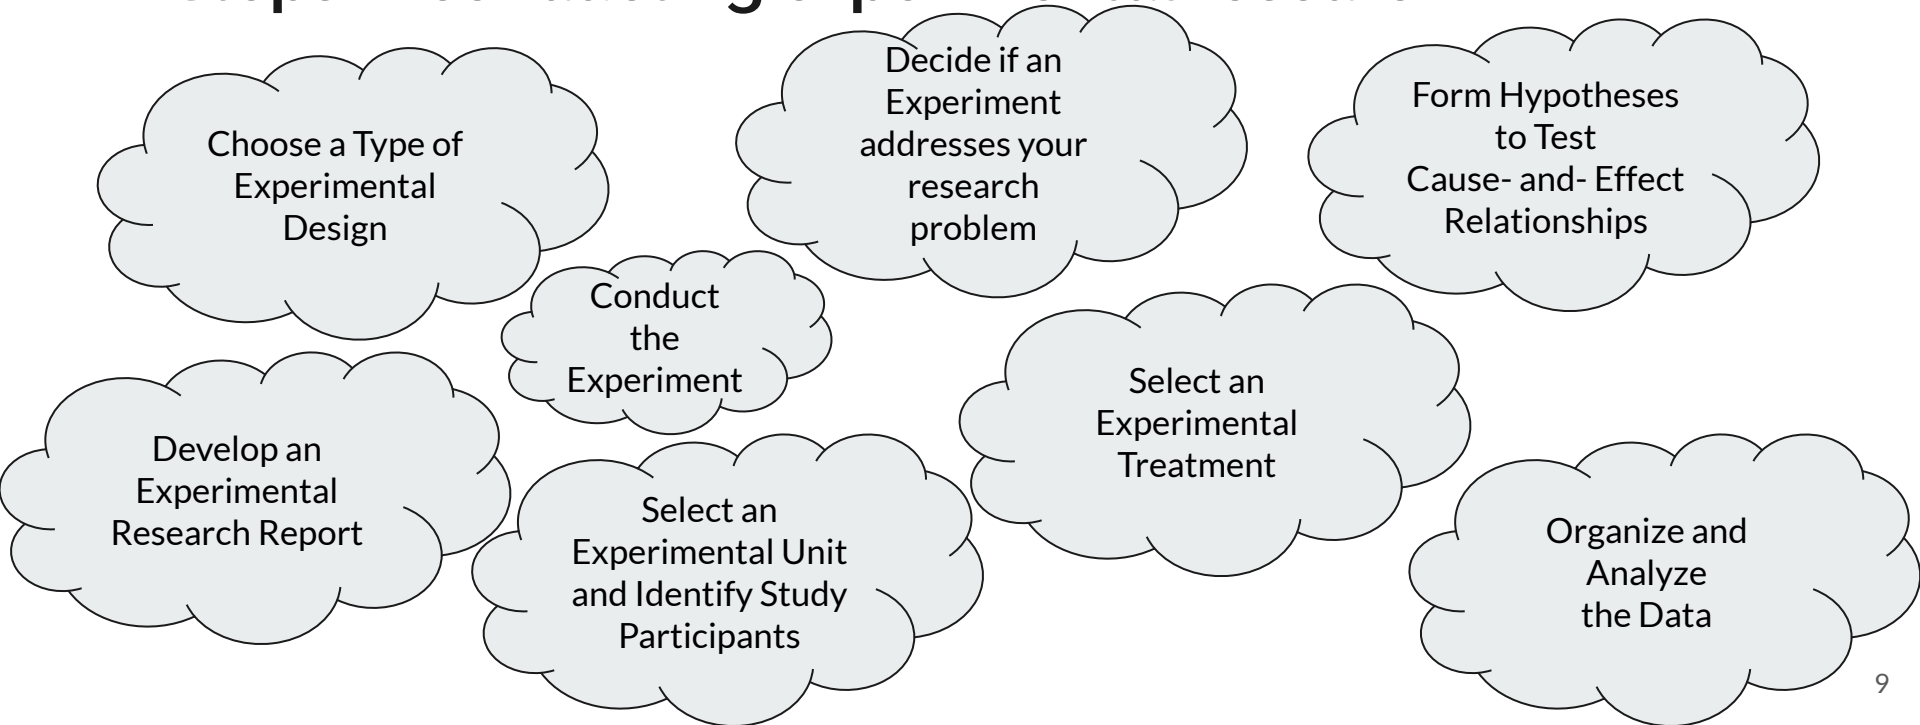 Choose a Type of
Experimental
Design
Decide if an
Experiment
addresses your
research
problem
Form Hypotheses
to Test
Cause- and- Effect
Relationships
Conduct
the
Experiment
Select an
Experimental
Treatment
Develop an
Experimental
Research Report
Select an
Experimental Unit
and Identify Study
Participants
Organize and
Analyze
the Data
9